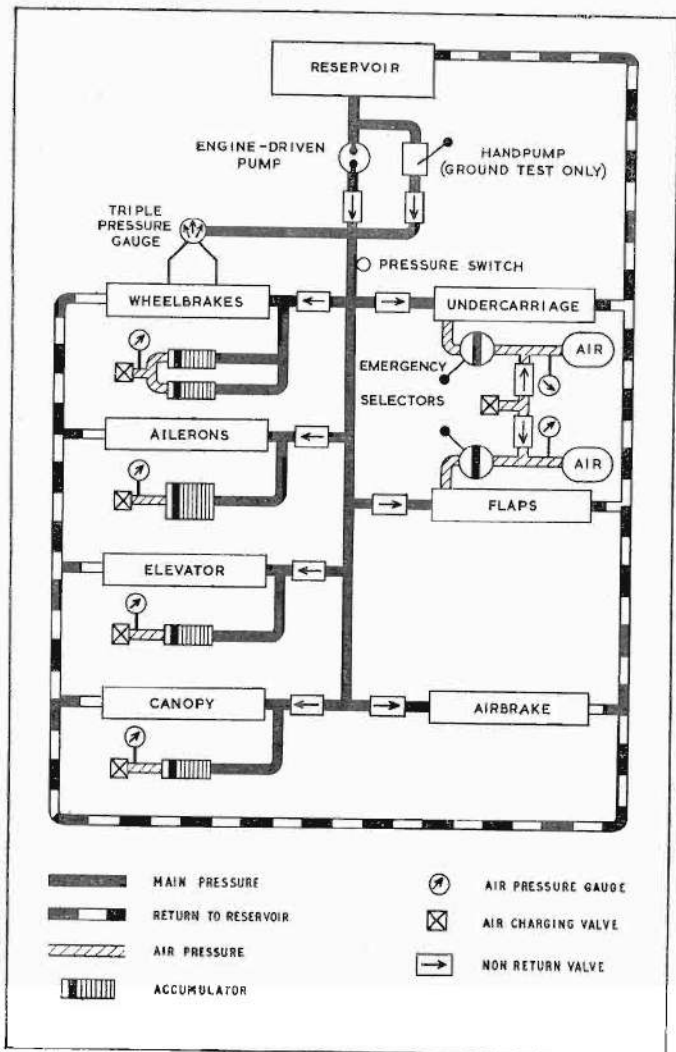 RESERVOIR
ENGINE-DRIVEN
PUMP
HANDPUMP
(GROUND TEST ONLY)
TRIPLE
PRESSURE
GAUGE
PRESSURE SWITCH
WHEELBRAKES
UNDERCARRIAGE
AIR
EMERGENCY
SELECTORS
AILERONS
AIR
FLAPS
ELEVATOR
CANOPY
AIRBRAKE
MAIN PRESSURE
RETURN TO RESERVOIR
AIR PRESSURE
ACCUMULATOR
AIR PRESSURE GAUGE
AIR CHARGING VALVE
NON RETURN VALVE